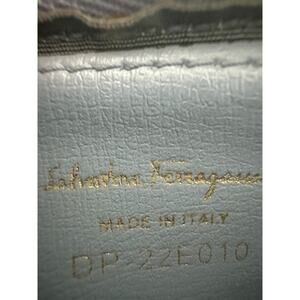 Salvatore Ferragamo
MADE IN ITALY
DP-22E010